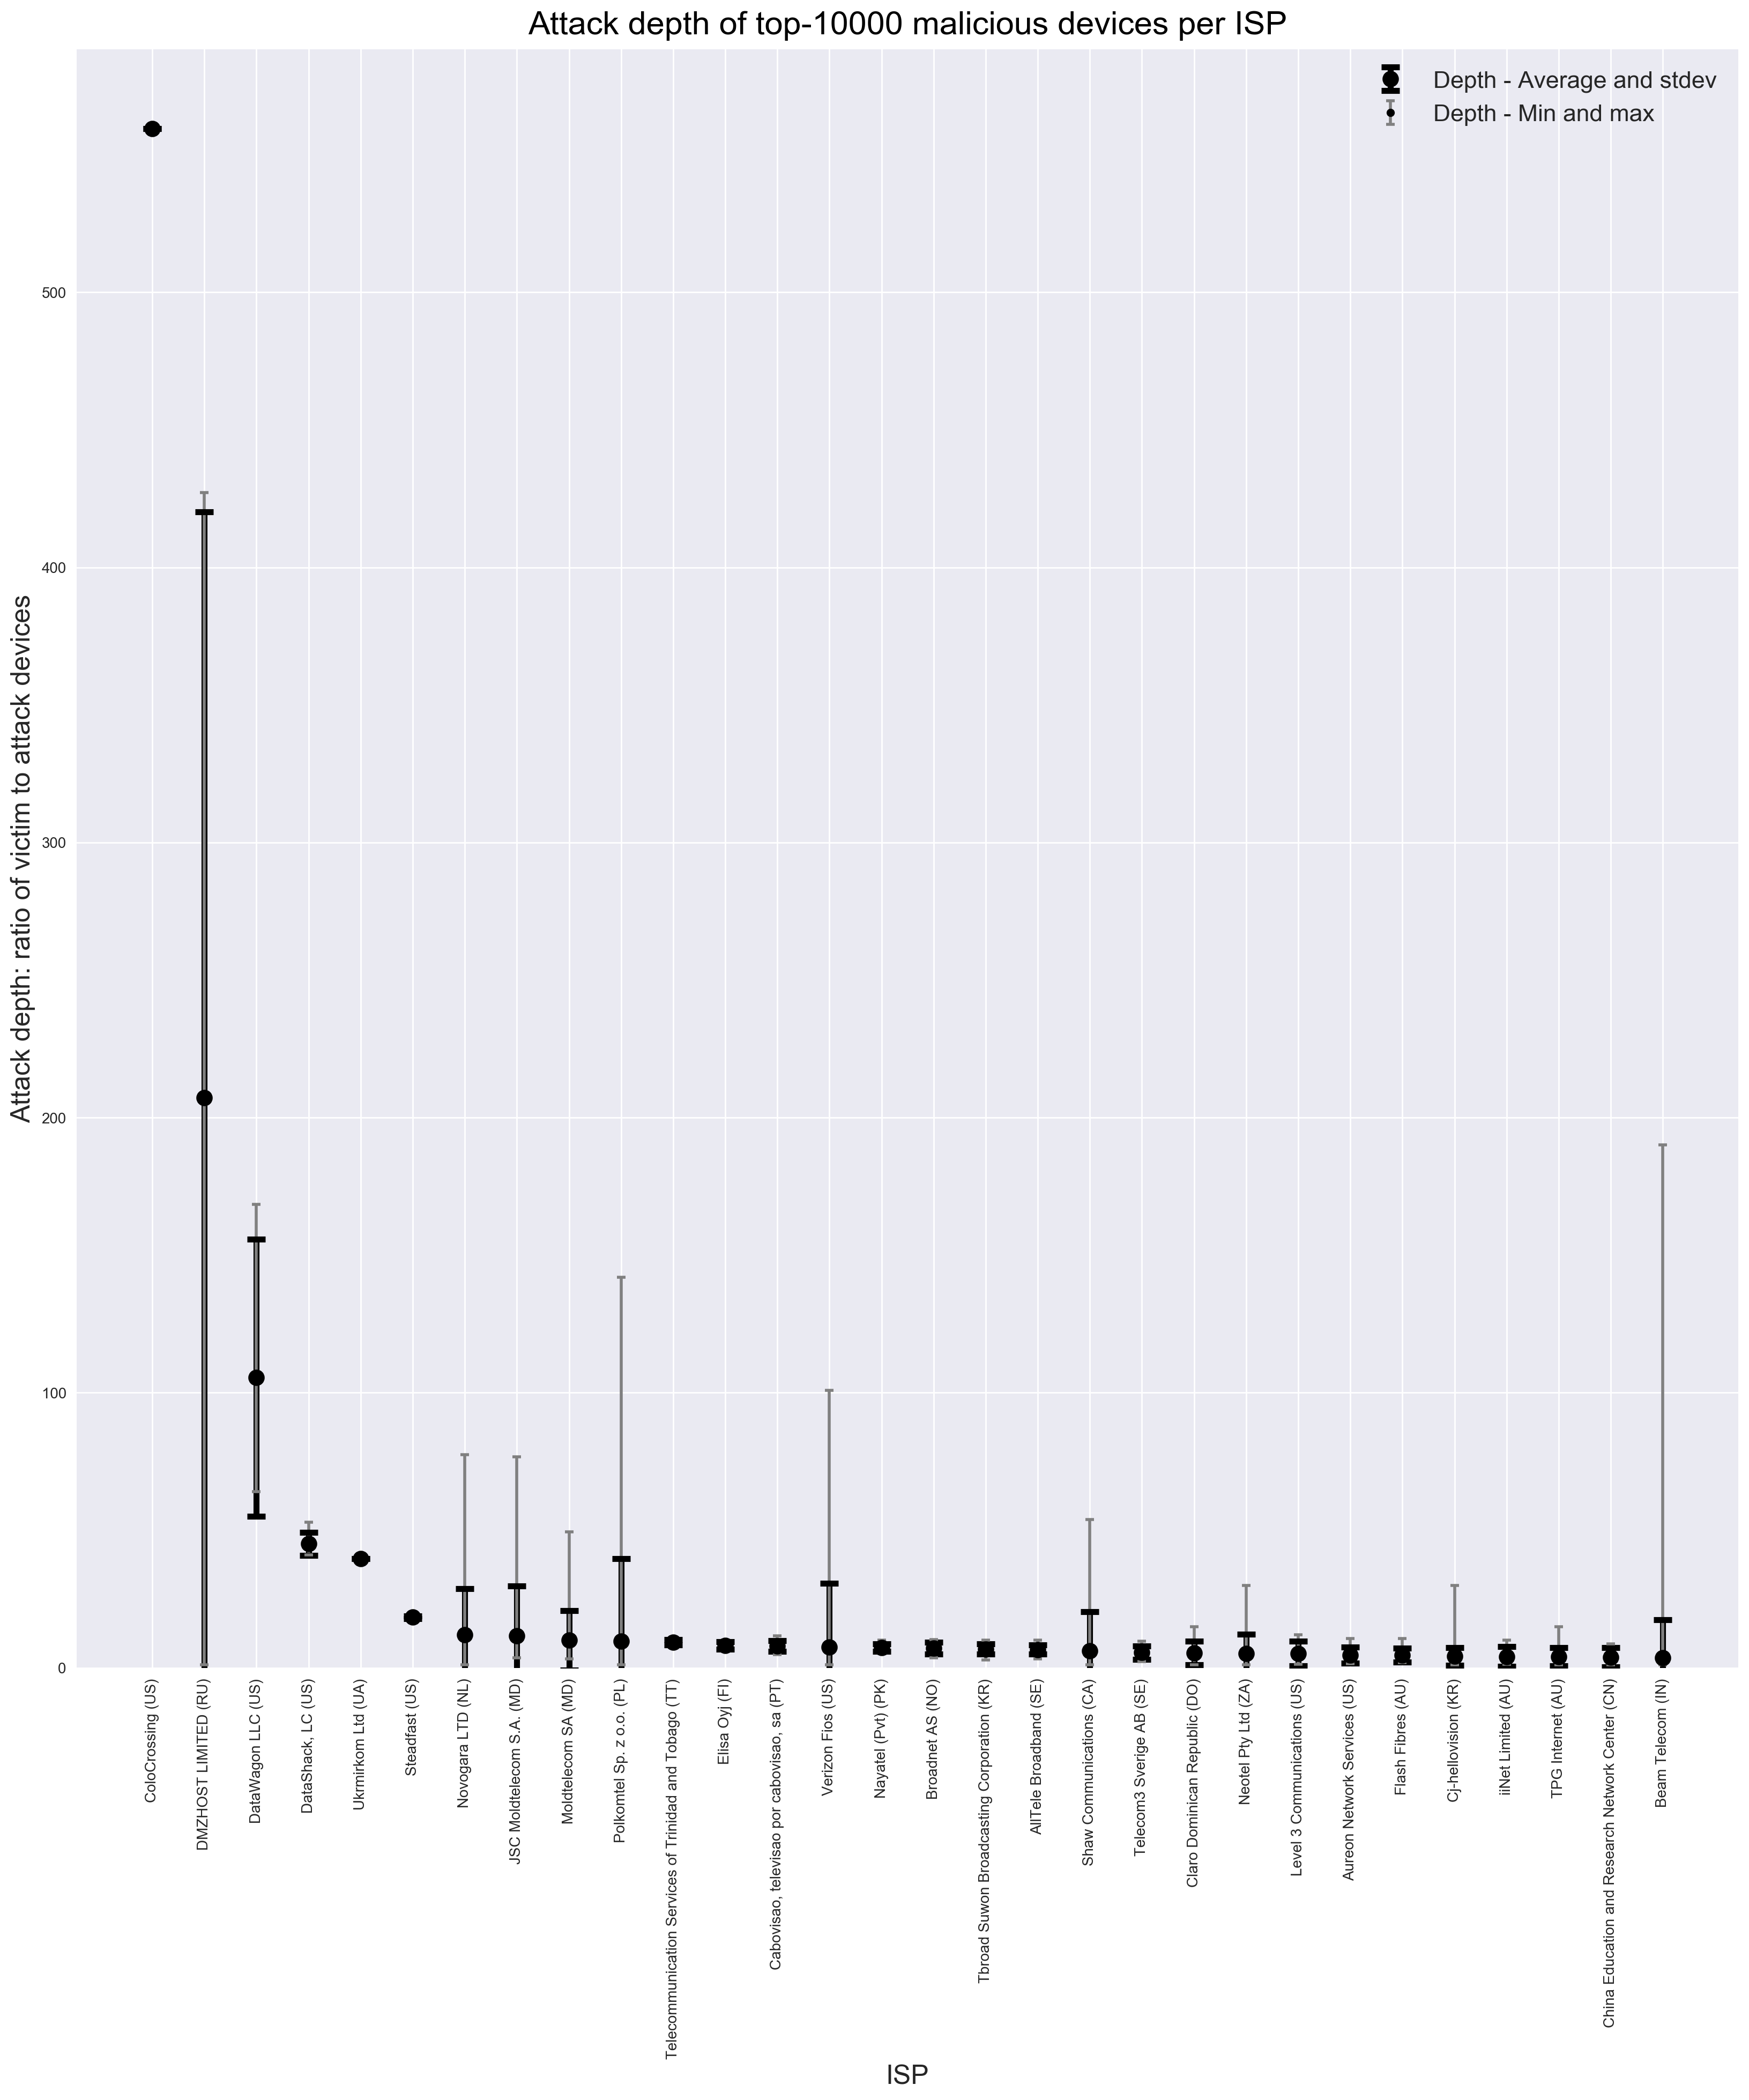 Attack depth of top-10000 malicious devices per ISP
Depth - Average and stdev
Depth - Min and max
Attack depth: ratio of victim to attack devices
500
400
300
200
100
0
ColoCrossing (US)
DMZHOST LIMITED (RU)
DataWagon LLC (US)
DataShack, LC (US)
Ukrmirkom Ltd (UA)
Steadfast (US)
Novogara LTD (NL)
JSC Moldtelecom S.A. (MD)
Moldtelecom SA (MD)
Polkomtel Sp. z o.o. (PL)
Telecommunication Services of Trinidad and Tobago (TT)
Elisa Oyj (FI)
Cabovisao, televisao por cabovisao, sa (PT)
Verizon Fios (US)
Nayatel (Pvt) (PK)
Broadnet AS (NO)
Tbroad Suwon Broadcasting Corporation (KR)
AllTele Broadband (SE)
Shaw Communications (CA)
Telecom3 Sverige AB (SE)
Claro Dominican Republic (DO)
Neotel Pty Ltd (ZA)
Level 3 Communications (US)
Aureon Network Services (US)
Flash Fibres (AU)
Cj-hellovision (KR)
iiNet Limited (AU)
TPG Internet (AU)
China Education and Research Network Center (CN)
Beam Telecom (IN)
ISP